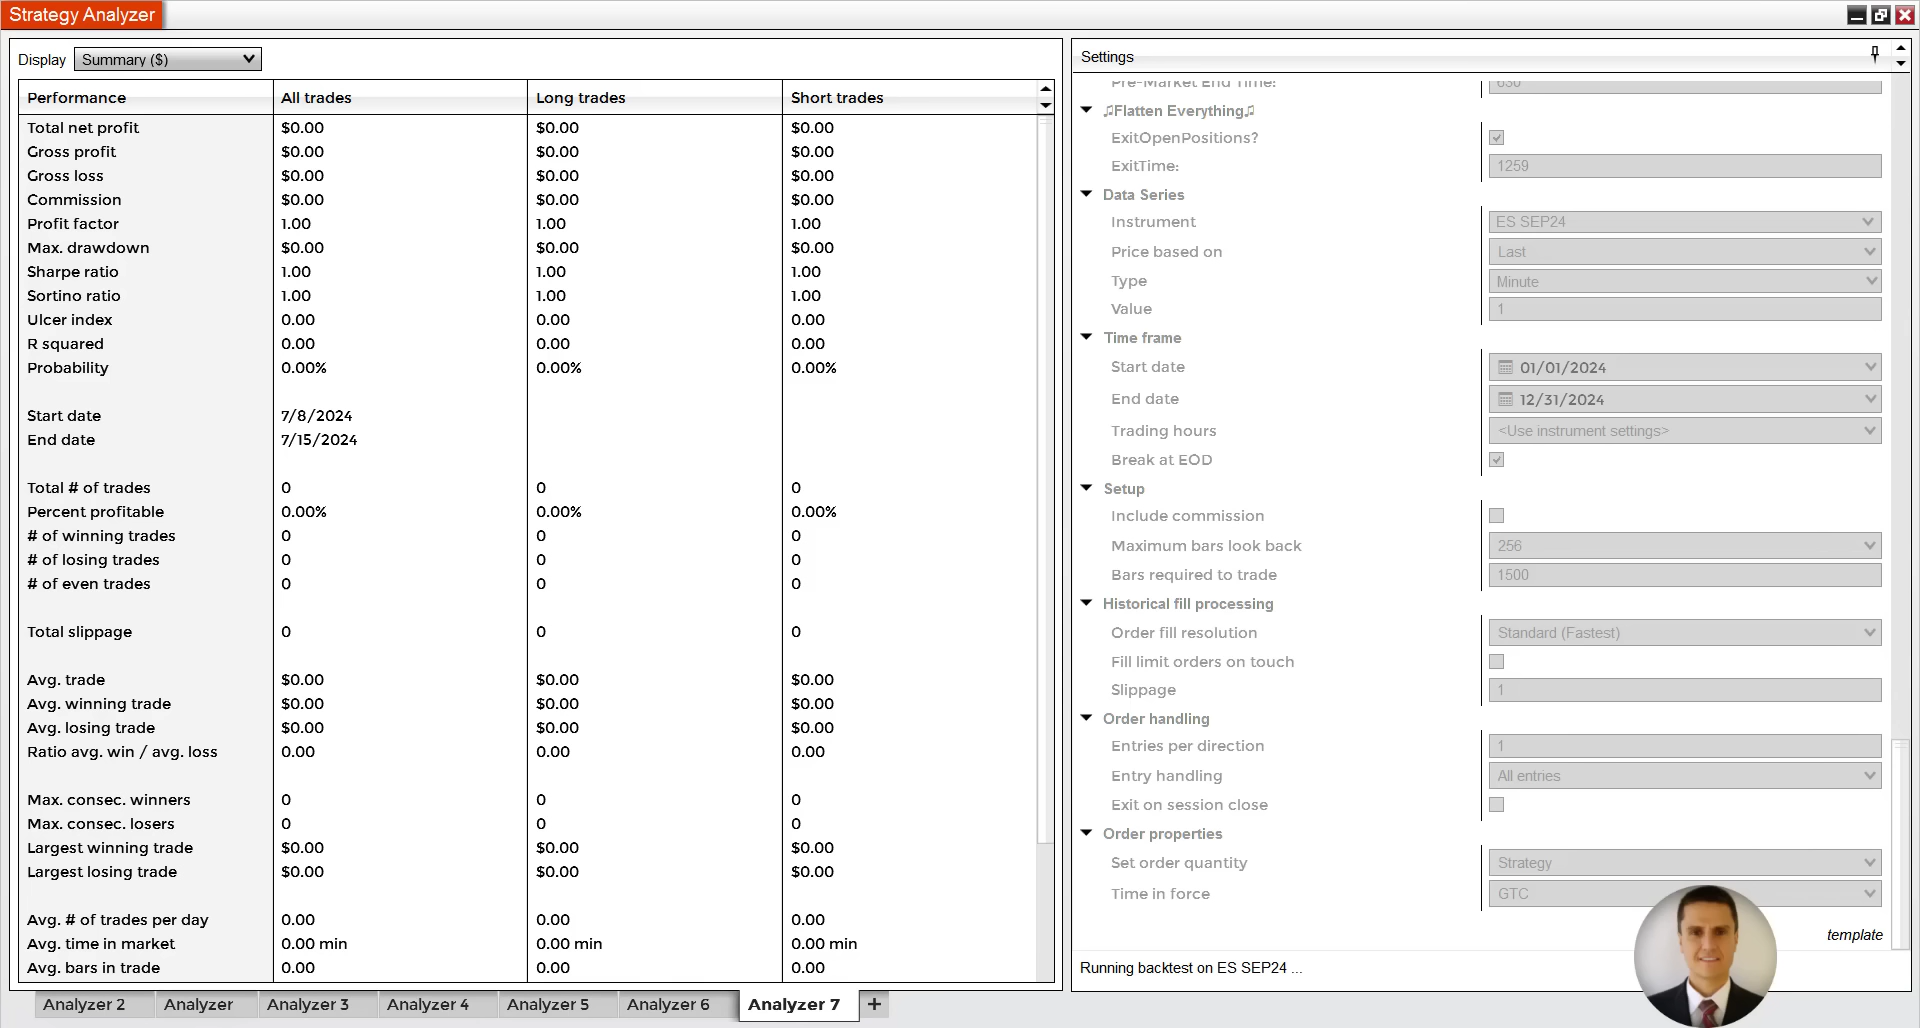 Strategy Analyzer
Display Summary ($)
Performance All trades Long trades Short trades
Total net profit $0.00 $0.00 $0.00
Gross profit $0.00 $0.00 $0.00
Gross loss $0.00 $0.00 $0.00
Commission $0.00 $0.00 $0.00
Profit factor 1.00 1.00 1.00
Max. drawdown $0.00 $0.00 $0.00
Sharpe ratio 1.00 1.00 1.00
Sortino ratio 1.00 1.00 1.00
Ulcer index 0.00 0.00 0.00
R squared 0.00 0.00 0.00
Probability 0.00% 0.00% 0.00%
Start date 7/8/2024
End date 7/15/2024
Total # of trades 0 0 0
Percent profitable 0.00% 0.00% 0.00%
# of winning trades 0 0 0
# of losing trades 0 0 0
# of even trades 0 0 0
Total slippage 0 0 0
Avg. trade $0.00 $0.00 $0.00
Avg. winning trade $0.00 $0.00 $0.00
Avg. losing trade $0.00 $0.00 $0.00
Ratio avg. win / avg. loss 0.00 0.00 0.00
Max. consec. winners 0 0 0
Max. consec. losers 0 0 0
Largest winning trade $0.00 $0.00 $0.00
Largest losing trade $0.00 $0.00 $0.00
Avg. # of trades per day 0.00 0.00 0.00
Avg. time in market 0.00 min 0.00 min 0.00 min
Avg. bars in trade 0.00 0.00 0.00
Analyzer 2 Analyzer Analyzer 3 Analyzer 4 Analyzer 5 Analyzer 6 Analyzer 7 +
Settings
Pre-Market End Time: 630
♫Flatten Everything♫
ExitOpenPositions?
ExitTime: 1259
Data Series
Instrument ES SEP24
Price based on Last
Type Minute
Value 1
Time frame
Start date 01/01/2024
End date 12/31/2024
Trading hours <Use instrument settings>
Break at EOD
Setup
Include commission
Maximum bars look back 256
Bars required to trade 1500
Historical fill processing
Order fill resolution Standard (Fastest)
Fill limit orders on touch
Slippage 1
Order handling
Entries per direction 1
Entry handling All entries
Exit on session close
Order properties
Set order quantity Strategy
Time in force GTC
template
Running backtest on ES SEP24 ...